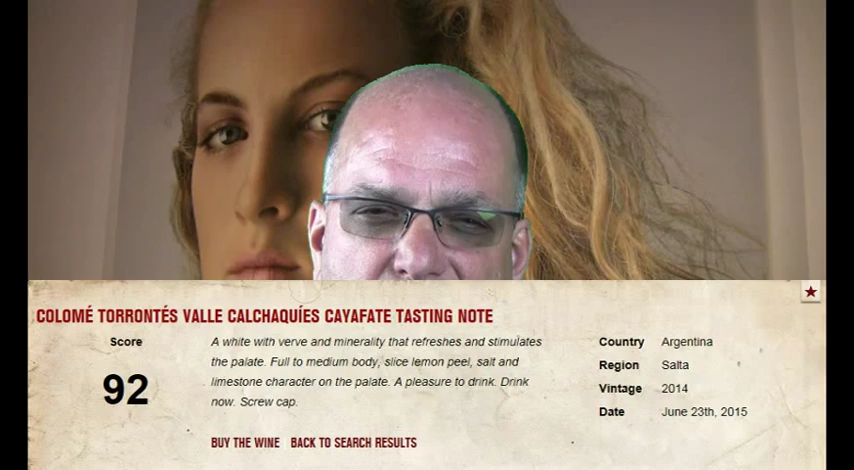 COLOMÉ TORRONTÉS VALLE CALCHAQUÍES CAYAFATE TASTING NOTE
Score
92
A white with verve and minerality that refreshes and stimulates
the palate. Full to medium body, slice lemon peel, salt and
limestone character on the palate. A pleasure to drink. Drink
now. Screw cap.
BUY THE WINE BACK TO SEARCH RESULTS
Country Argentina
Region Salta
Vintage 2014
Date June 23th, 2015